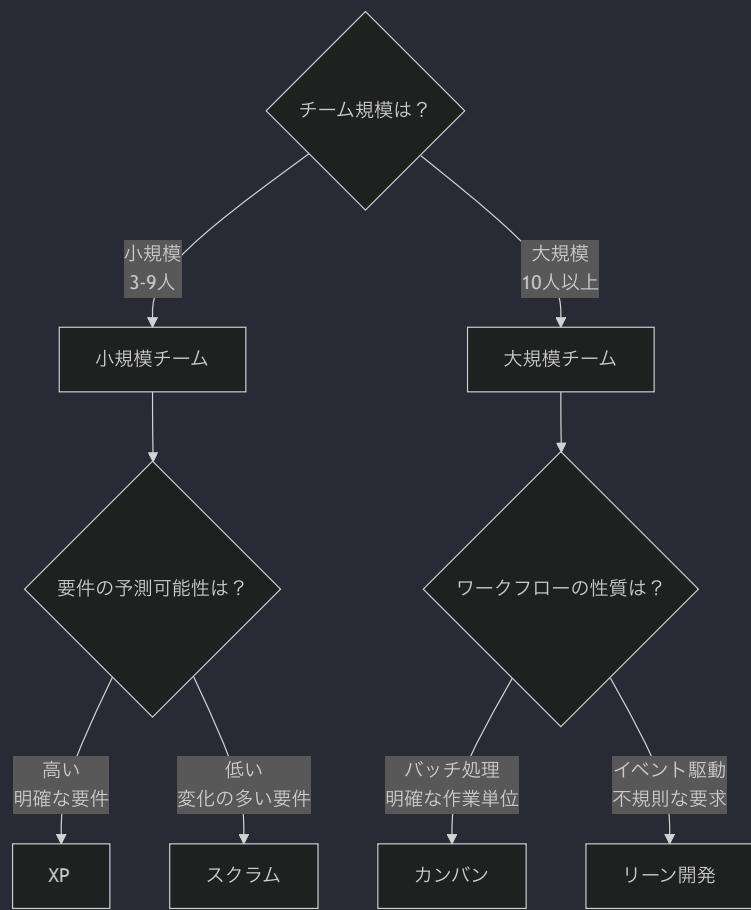 チーム規模は？
小規模
3-9人
大規模
10人以上
小規模チーム
大規模チーム
要件の予測可能性は？
ワークフローの性質は？
高い
明確な要件
低い
変化の多い要件
バッチ処理
明確な作業単位
イベント駆動
不規則な要求
XP
スクラム
カンバン
リーン開発